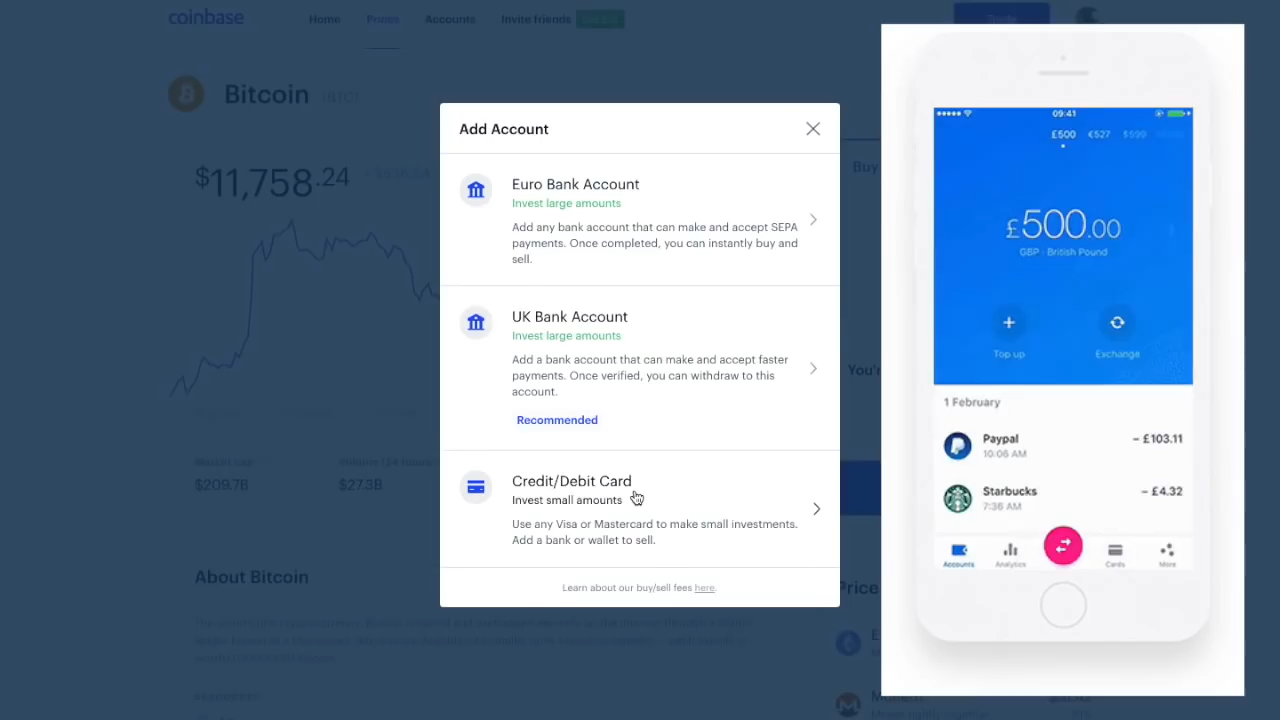 coinbase
Home
Prices
Accounts
Invite friends
Bitcoin (BTC)
$11,758.24
Buy
Add Account
Euro Bank Account
Invest large amounts
Add any bank account that can make and accept SEPA
payments. Once completed, you can instantly buy and
sell.
UK Bank Account
Invest large amounts
Add a bank account that can make and accept faster
payments. Once verified, you can withdraw to this
account.
Recommended
Credit/Debit Card
Invest small amounts
Use any Visa or Mastercard to make small investments.
Add a bank or wallet to sell.
Learn about our buy/sell fees here.
$209.7B
$27.3B
About Bitcoin
09:41
£500 €527 $599
£500.00
GBP · British Pound
Top up
Exchange
1 February
Paypal
− £103.11
10:06 AM
Starbucks
− £4.32
7:36 AM
Accounts
Analytics
Cards
More